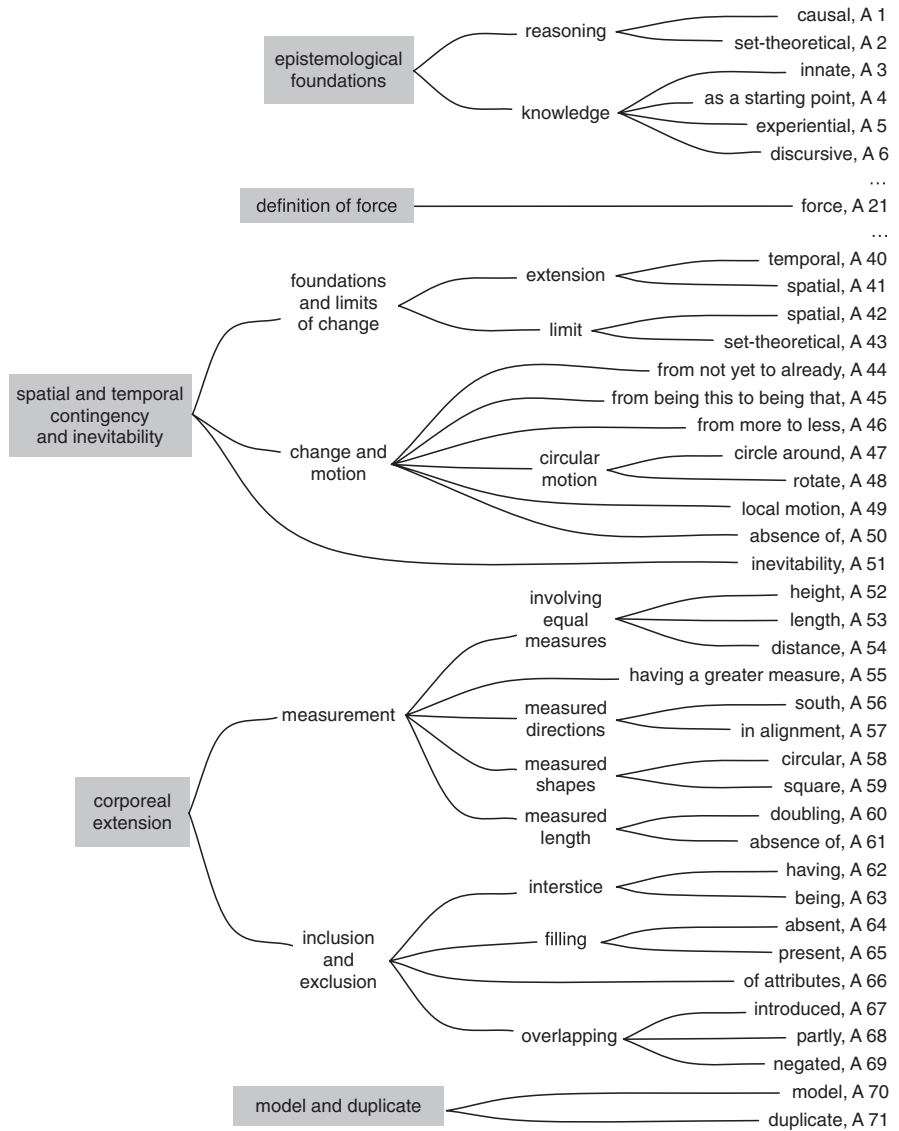 causal, A 1
reasoning
set-theoretical, A 2
epistemological
foundations
innate, A 3
as a starting point, A 4
knowledge
experiential, A 5
discursive, A 6
...
definition of force
force, A 21
...
temporal, A 40
extension
spatial, A 41
foundations
and limits
of change
spatial, A 42
limit
set-theoretical, A 43
from not yet to already, A 44
from being this to being that, A 45
spatial and temporal
contingency
and inevitability
from more to less, A 46
change and
motion
circular
motion
circle around, A 47
rotate, A 48
local motion, A 49
absence of, A 50
inevitability, A 51
involving
equal
measures
height, A 52
length, A 53
distance, A 54
having a greater measure, A 55
measurement
measured
directions
south, A 56
in alignment, A 57
measured
shapes
circular, A 58
square, A 59
corporeal
extension
measured
length
doubling, A 60
absence of, A 61
interstice
having, A 62
being, A 63
inclusion
and
exclusion
filling
absent, A 64
present, A 65
of attributes, A 66
overlapping
introduced, A 67
partly, A 68
negated, A 69
model and duplicate
model, A 70
duplicate, A 71